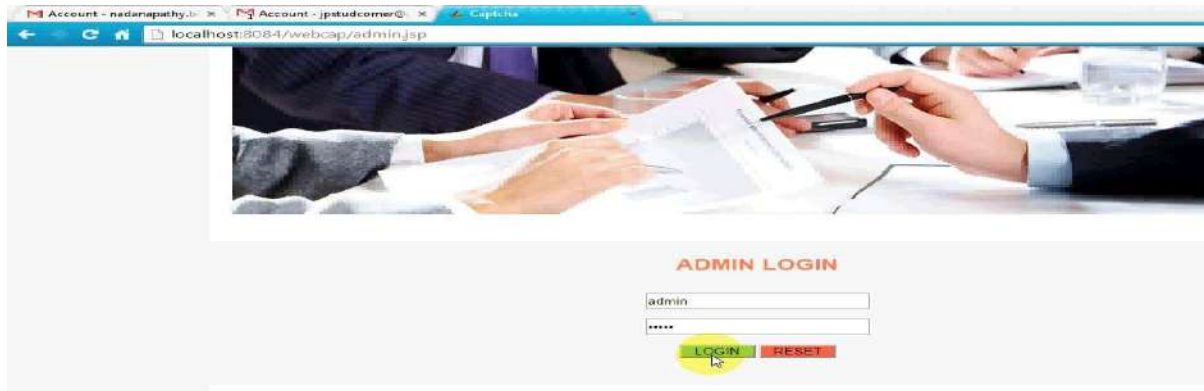 Account - nadanapathy.b
Account - jpstudcorner@
Captcha
localhost:8084/webcap/admin.jsp
ADMIN LOGIN
admin
•••••
LOGIN
RESET